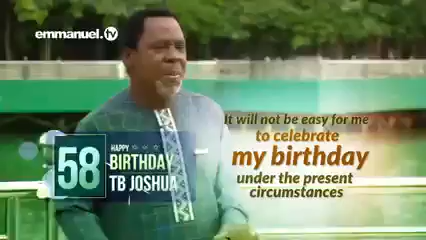 emmanuel.tv
It will not be easy for me
to celebrate
my birthday
under the present
circumstances
58
HAPPY
BIRTHDAY
TB JOSHUA